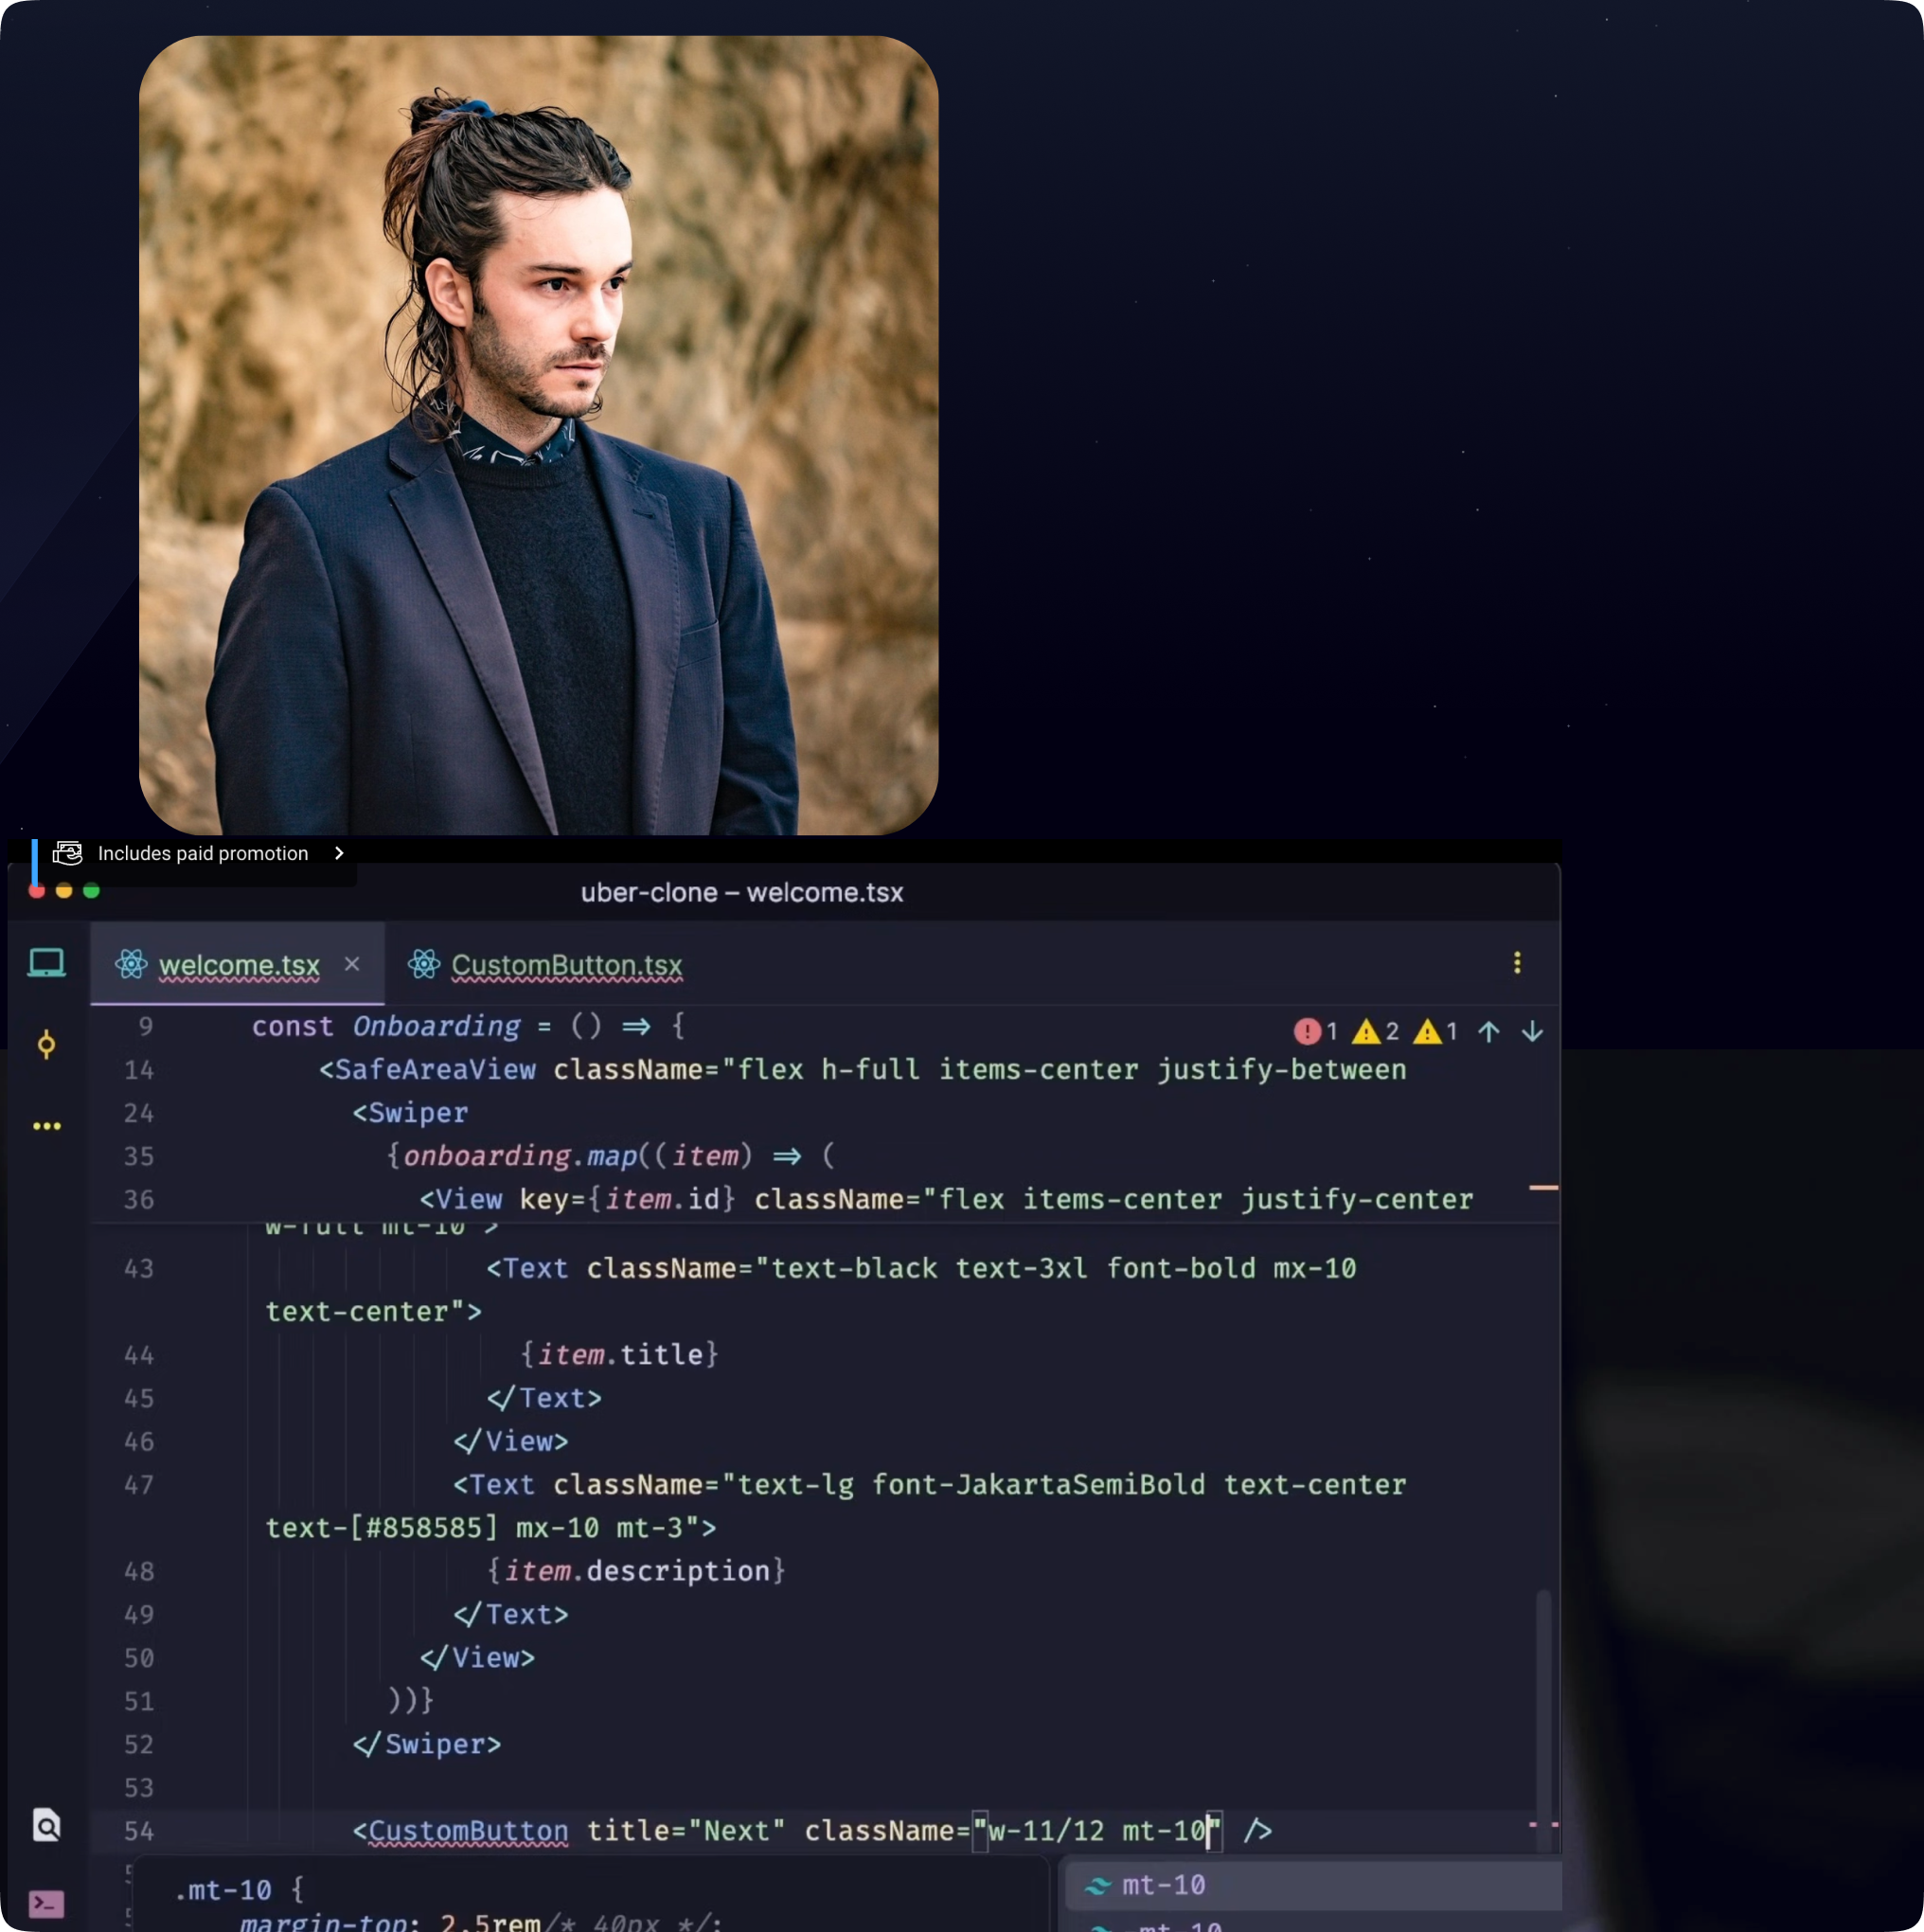 Includes paid promotion
uber-clone – welcome.tsx
welcome.tsx × CustomButton.tsx
9 const Onboarding = () => { 1 2 1
14 <SafeAreaView className="flex h-full items-center justify-between
24 <Swiper
35 {onboarding.map((item) => (
36 <View key={item.id} className="flex items-center justify-center
w-full mt-10">
43 <Text className="text-black text-3xl font-bold mx-10
text-center">
44 {item.title}
45 </Text>
46 </View>
47 <Text className="text-lg font-JakartaSemiBold text-center
text-[#858585] mx-10 mt-3">
48 {item.description}
49 </Text>
50 </View>
51 ))}
52 </Swiper>
53
54 <CustomButton title="Next" className="w-11/12 mt-10" />
.mt-10 { mt-10
margin-top: 2.5rem/* 40px */; -mt-10